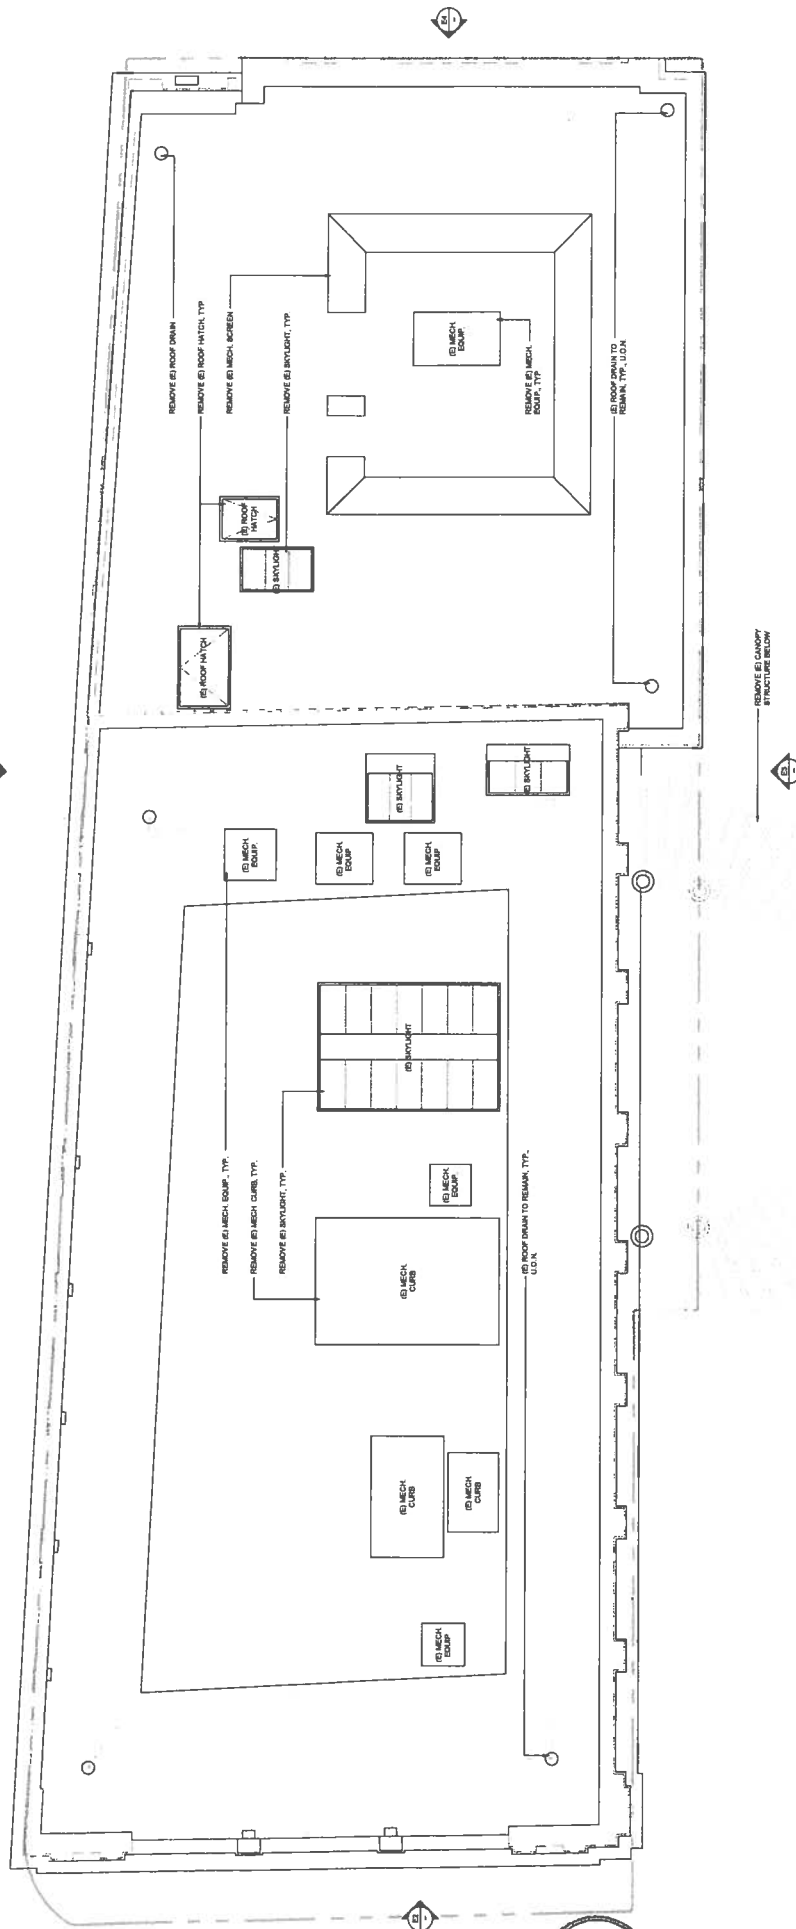 E4
-
REMOVE (E) ROOF DRAIN
REMOVE (E) ROOF HATCH, TYP
REMOVE (E) MECH. SCREEN
REMOVE (E) SKYLIGHT, TYP.
(E) MECH.
EQUIP.
REMOVE (E) MECH.
EQUIP., TYP
(E) ROOF DRAIN TO
REMAIN, TYP., U.O.N.
(E) ROOF
HATCH
(E) SKYLIGHT
(E) ROOF HATCH
REMOVE (E) CANOPY
STRUCTURE BELOW
E3
-
(E) SKYLIGHT
(E) SKYLIGHT
(E) MECH.
EQUIP.
(E) MECH.
EQUIP
(E) MECH.
EQUIP
(E) SKYLIGHT
REMOVE (E) MECH. EQUIP., TYP.
REMOVE (E) MECH CURB, TYP.
REMOVE (E) SKYLIGHT, TYP.
(E) MECH.
EQUIP.
(E) MECH.
CURB
(E) ROOF DRAIN TO REMAIN, TYP.,
U.O.N.
(E) MECH.
CURB
(E) MECH.
CURB
(E) MECH.
EQUIP
E2
-